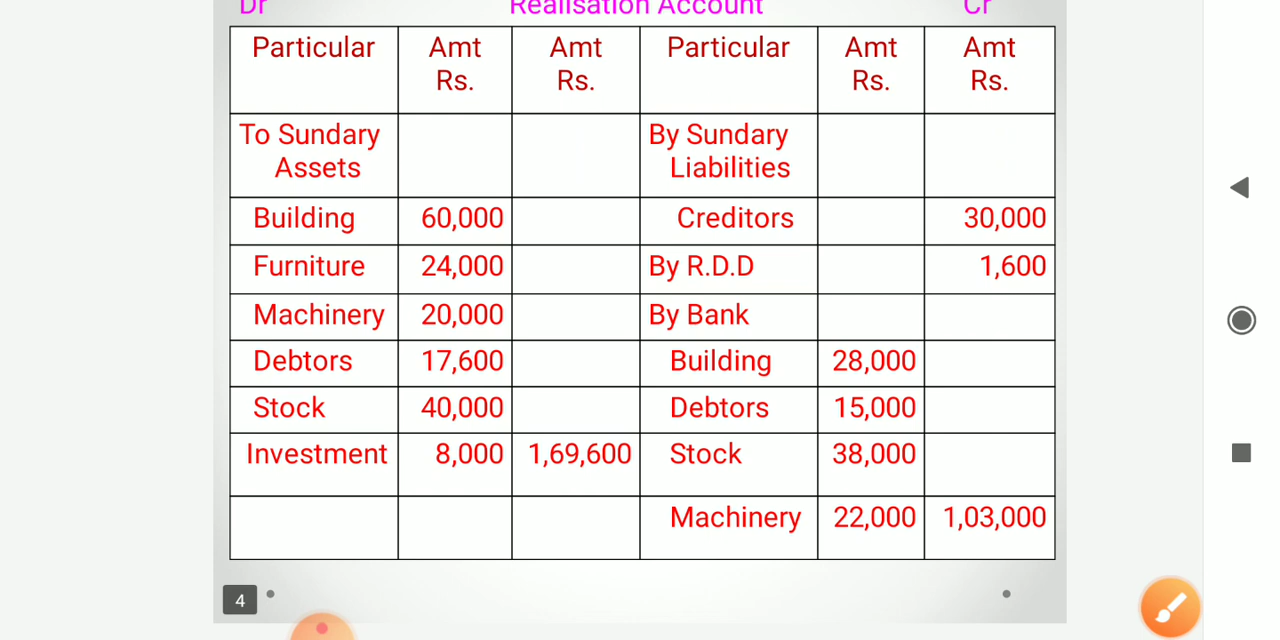 Dr Realisation Account Cr
Particular Amt Rs. Amt Rs. Particular Amt Rs. Amt Rs.
To Sundary Assets By Sundary Liabilities
Building 60,000 Creditors 30,000
Furniture 24,000 By R.D.D 1,600
Machinery 20,000 By Bank
Debtors 17,600 Building 28,000
Stock 40,000 Debtors 15,000
Investment 8,000 1,69,600 Stock 38,000
Machinery 22,000 1,03,000
4